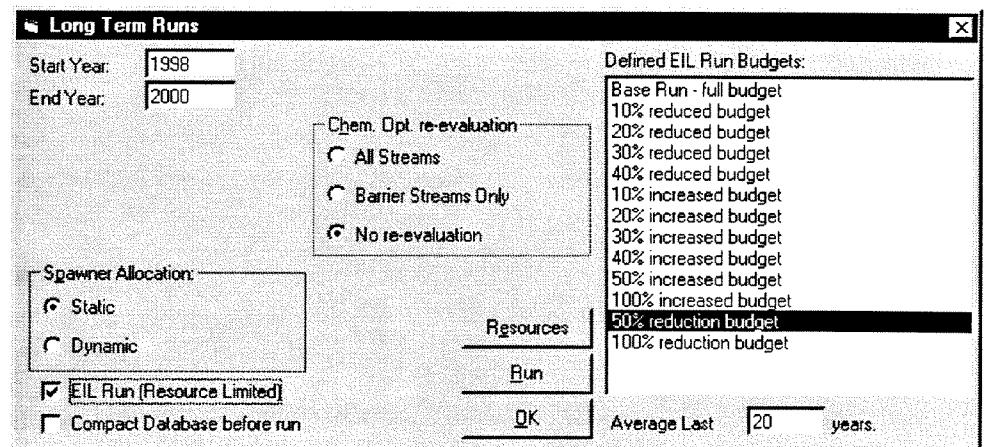 Long Term Runs
Start Year: 1998
End Year: 2000
Chem. Opt. re-evaluation
All Streams
Barrier Streams Only
No re-evaluation
Spawner Allocation:
Static
Dynamic
EIL Run (Resource Limited)
Compact Database before run
Resources
Run
OK
Defined EIL Run Budgets:
Base Run - full budget
10% reduced budget
20% reduced budget
30% reduced budget
40% reduced budget
10% increased budget
20% increased budget
30% increased budget
40% increased budget
50% increased budget
100% increased budget
50% reduction budget
100% reduction budget
Average Last 20 years.